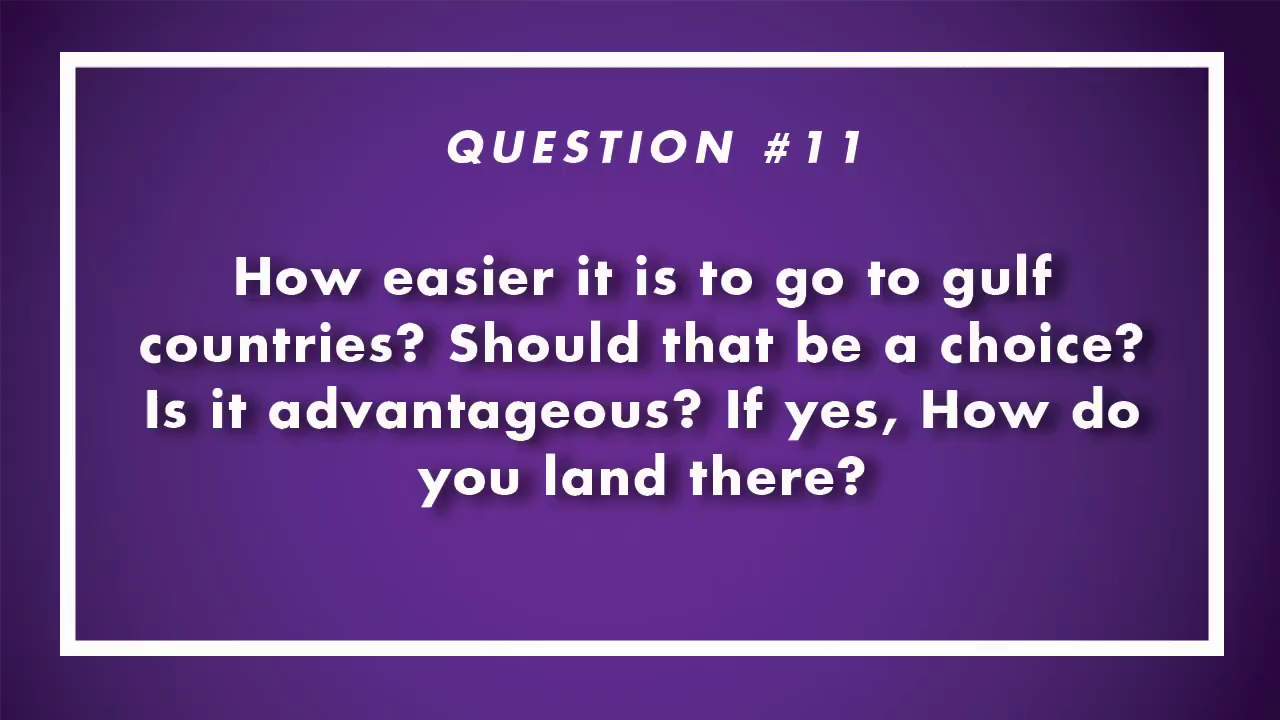 QUESTION #11
How easier it is to go to gulf
countries? Should that be a choice?
Is it advantageous? If yes, How do
you land there?